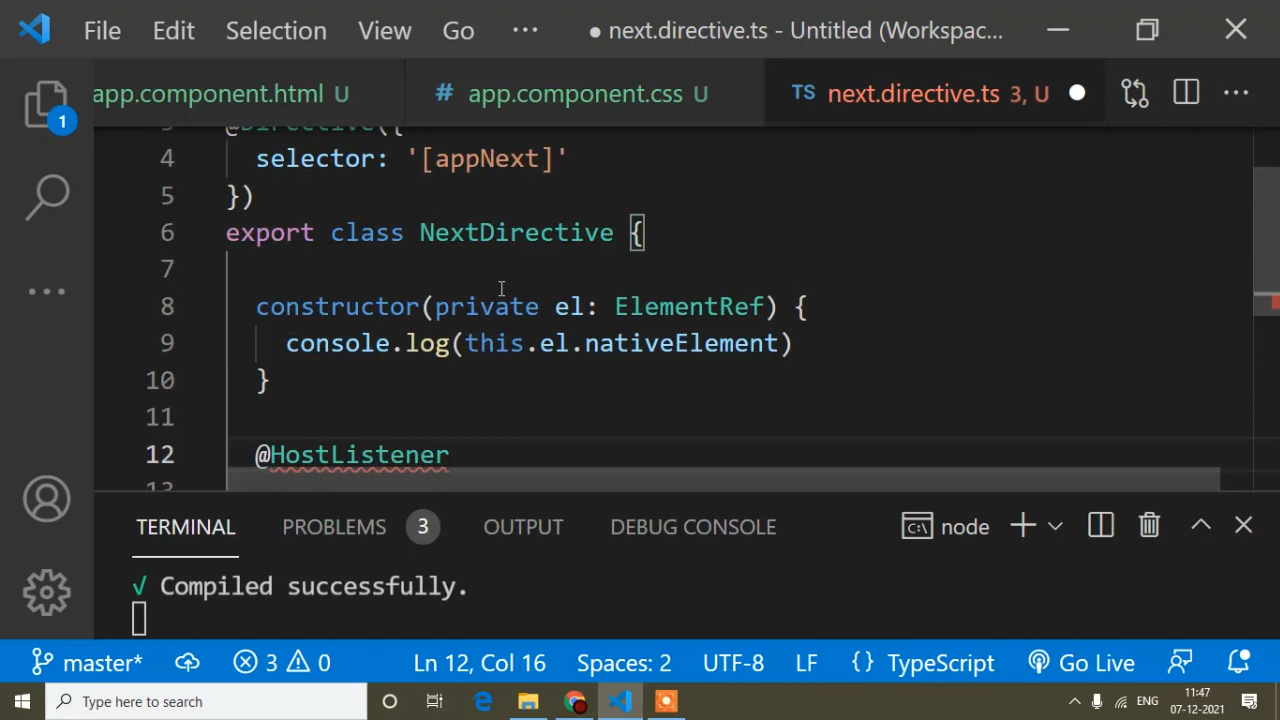 File Edit Selection View Go ··· ● next.directive.ts - Untitled (Workspac...
app.component.html U # app.component.css U TS next.directive.ts 3, U
1
@Directive({
4 selector: '[appNext]'
5 })
6 export class NextDirective {
7
8 constructor(private el: ElementRef) {
9 console.log(this.el.nativeElement)
10 }
11
12 @HostListener
13
TERMINAL PROBLEMS 3 OUTPUT DEBUG CONSOLE node
√ Compiled successfully.
master* 3 0 Ln 12, Col 16 Spaces: 2 UTF-8 LF {} TypeScript Go Live
Type here to search ENG 11:47
07-12-2021